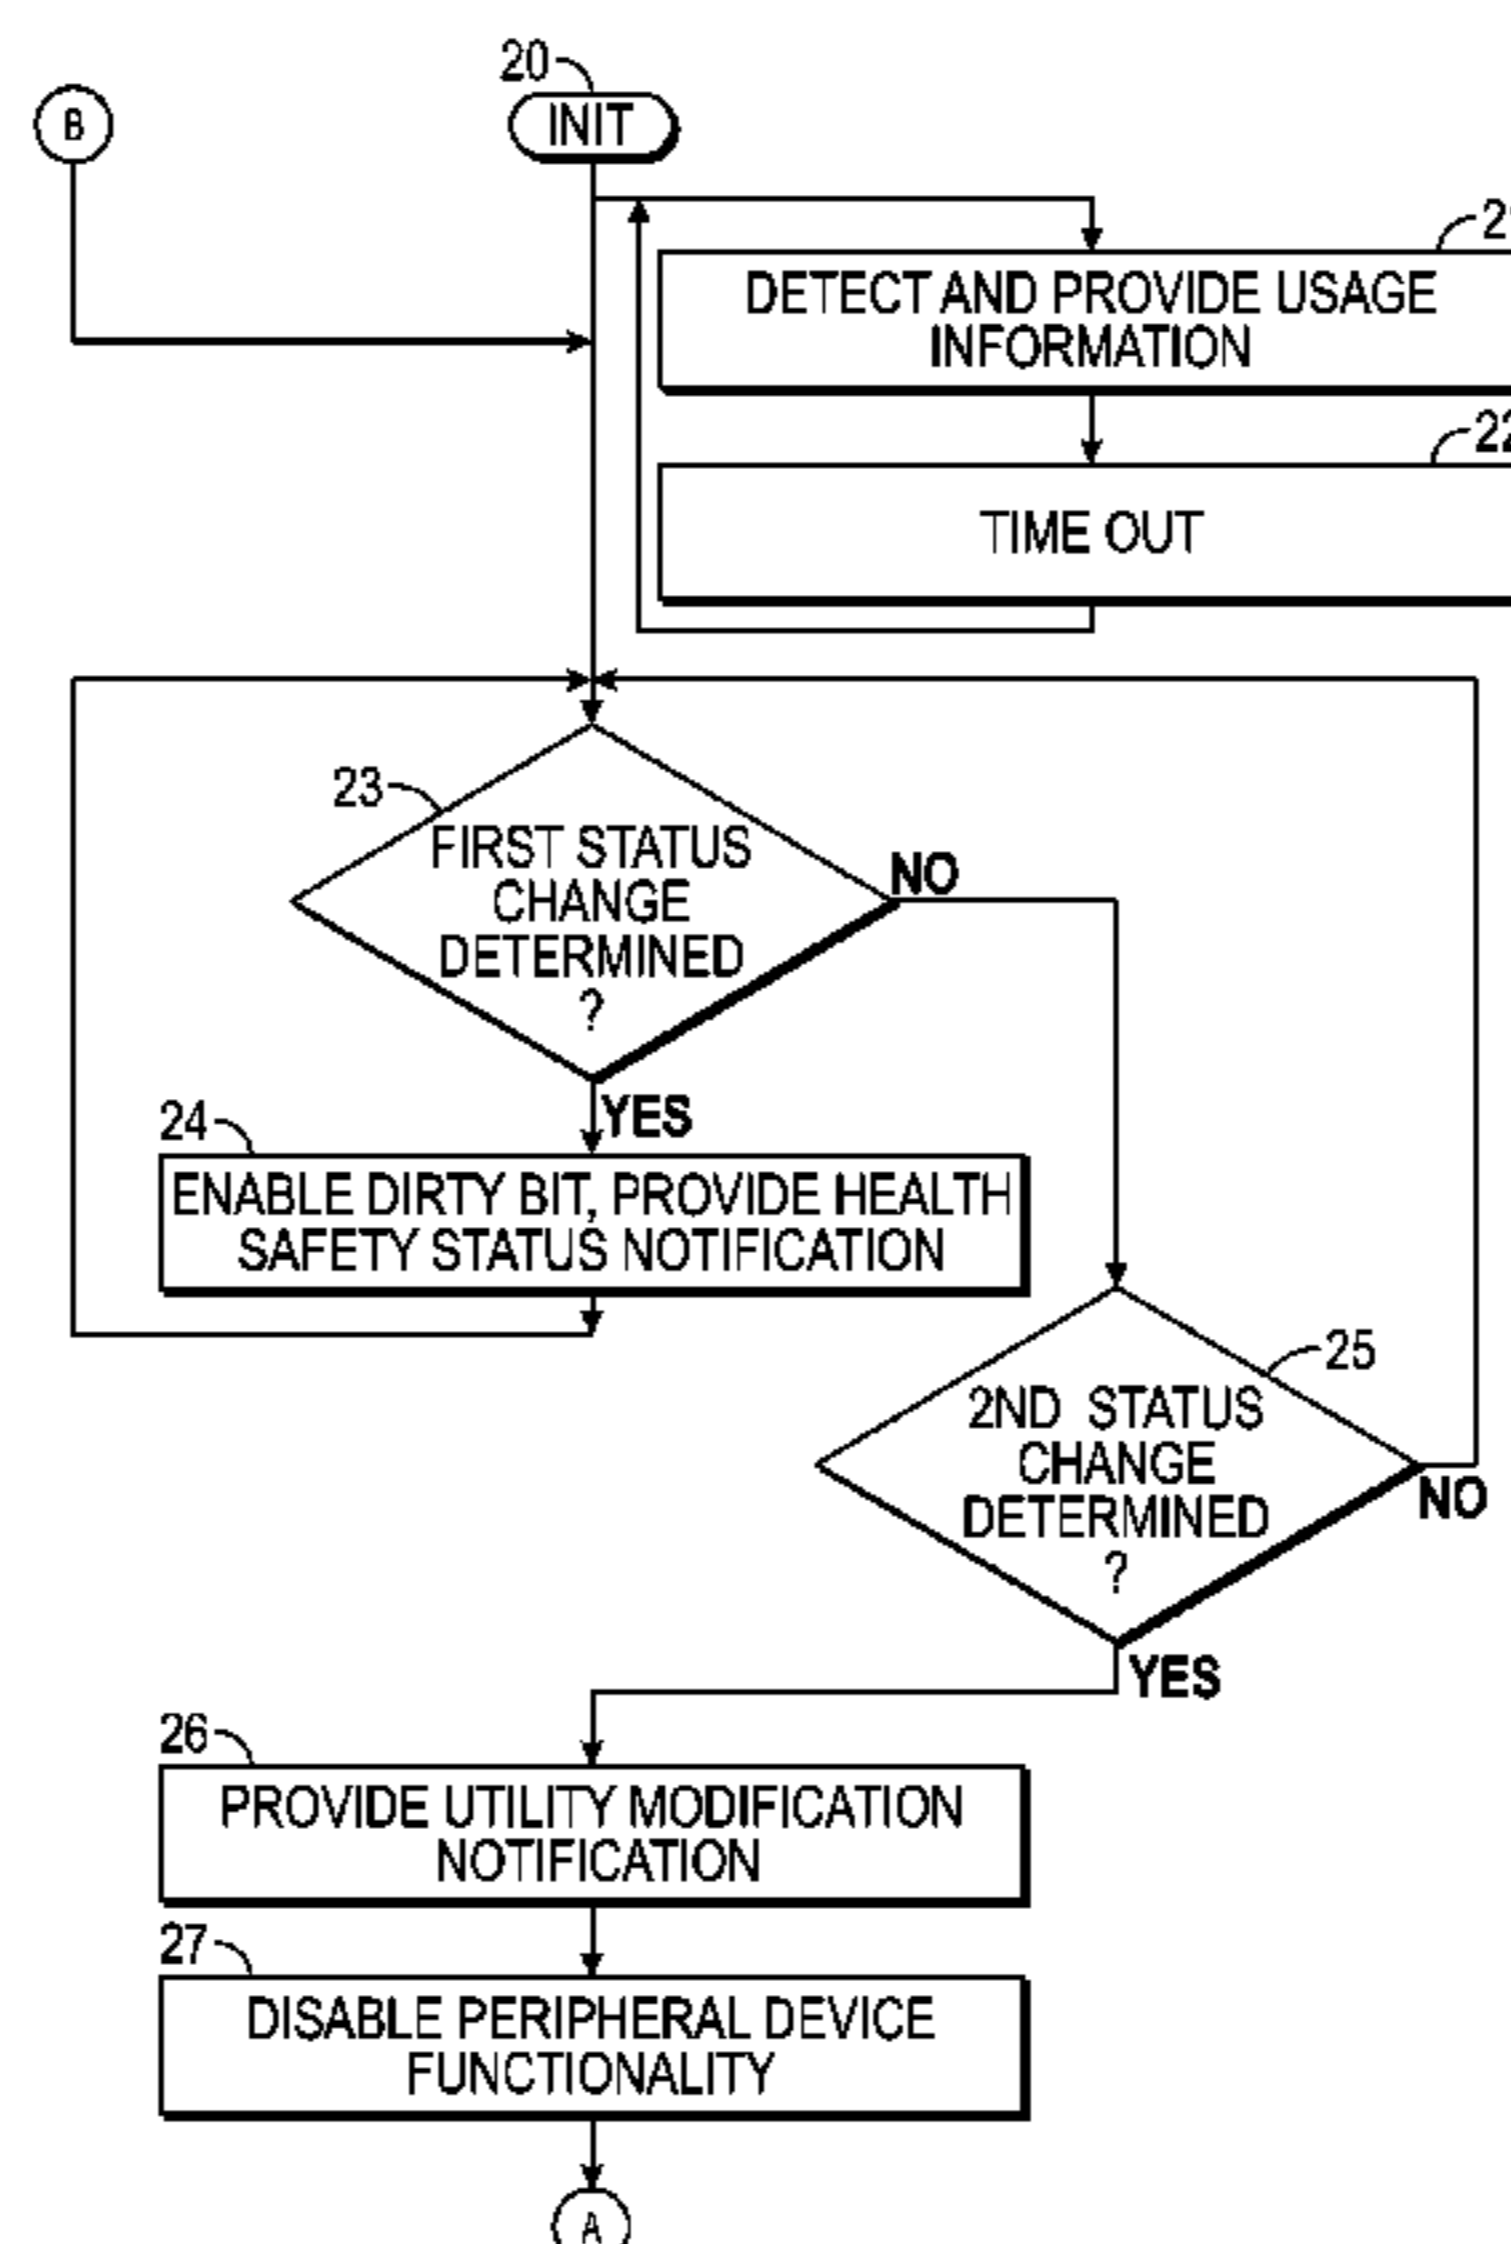 20
B
INIT
DETECT AND PROVIDE USAGE
INFORMATION
22
TIME OUT
23
FIRST STATUS
CHANGE
DETERMINED
?
NO
YES
24
ENABLE DIRTY BIT, PROVIDE HEALTH
SAFETY STATUS NOTIFICATION
25
2ND STATUS
CHANGE
DETERMINED
?
NO
YES
26
PROVIDE UTILITY MODIFICATION
NOTIFICATION
27
DISABLE PERIPHERAL DEVICE
FUNCTIONALITY
A